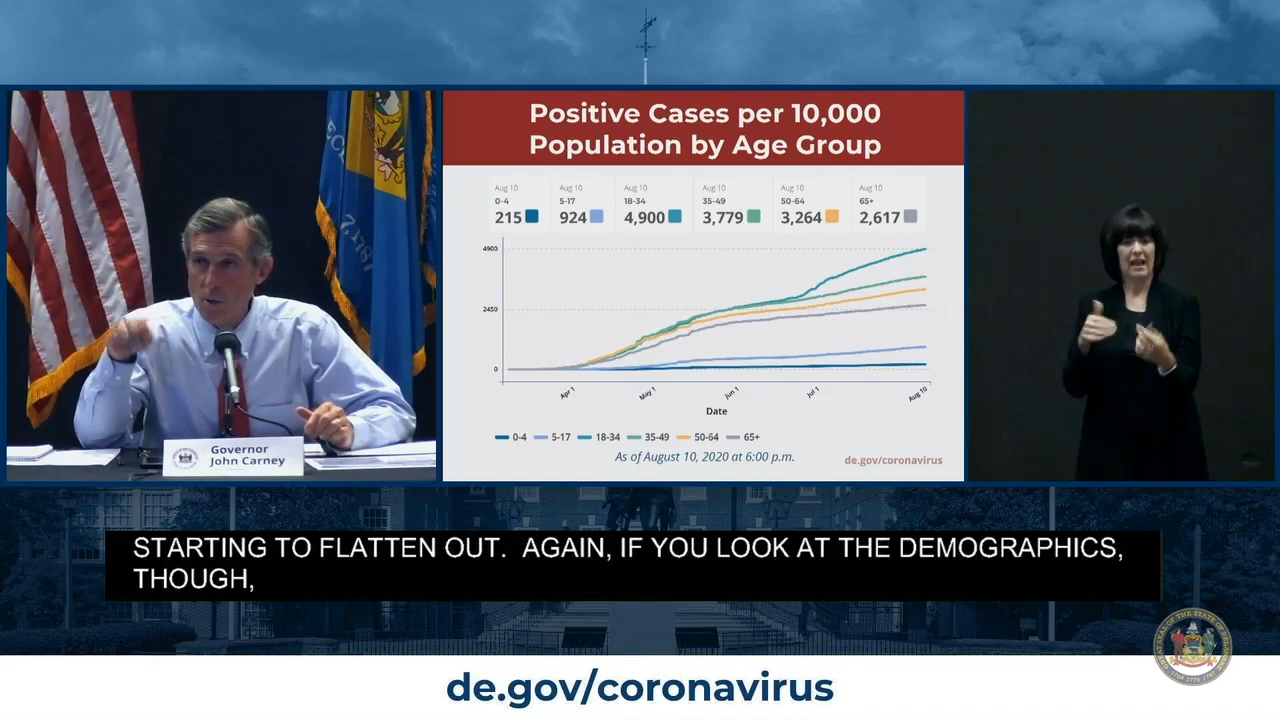 Positive Cases per 10,000
Population by Age Group
Aug 10 Aug 10 Aug 10 Aug 10 Aug 10 Aug 10
0-4 5-17 18-34 35-49 50-64 65+
215 924 4,900 3,779 3,264 2,617
4900
2450
0
Apr 1 May 1 Jun 1 Jul 1 Aug 10
Date
0-4 5-17 18-34 35-49 50-64 65+
As of August 10, 2020 at 6:00 p.m.
de.gov/coronavirus
Governor
John Carney
STARTING TO FLATTEN OUT. AGAIN, IF YOU LOOK AT THE DEMOGRAPHICS,
THOUGH,
de.gov/coronavirus